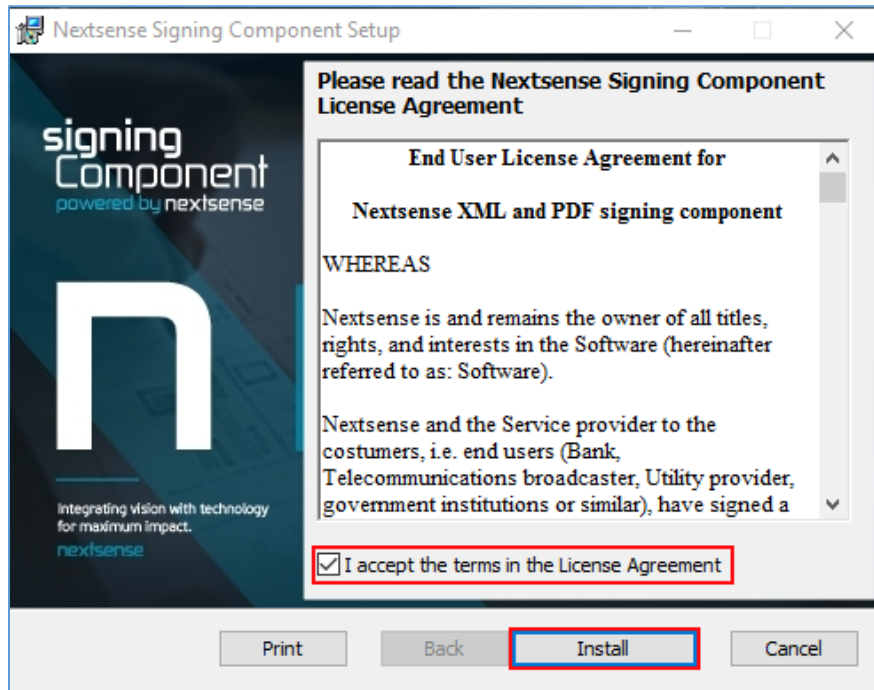 Nextsense Signing Component Setup
Please read the Nextsense Signing Component
License Agreement
signing
Component
powered by nextsense
n
Integrating vision with technology
for maximum impact.
nextsense
End User License Agreement for
Nextsense XML and PDF signing component
WHEREAS
Nextsense is and remains the owner of all titles,
rights, and interests in the Software (hereinafter
referred to as: Software).
Nextsense and the Service provider to the
costumers, i.e. end users (Bank,
Telecommunications broadcaster, Utility provider,
government institutions or similar), have signed a
I accept the terms in the License Agreement
Print
Back
Install
Cancel